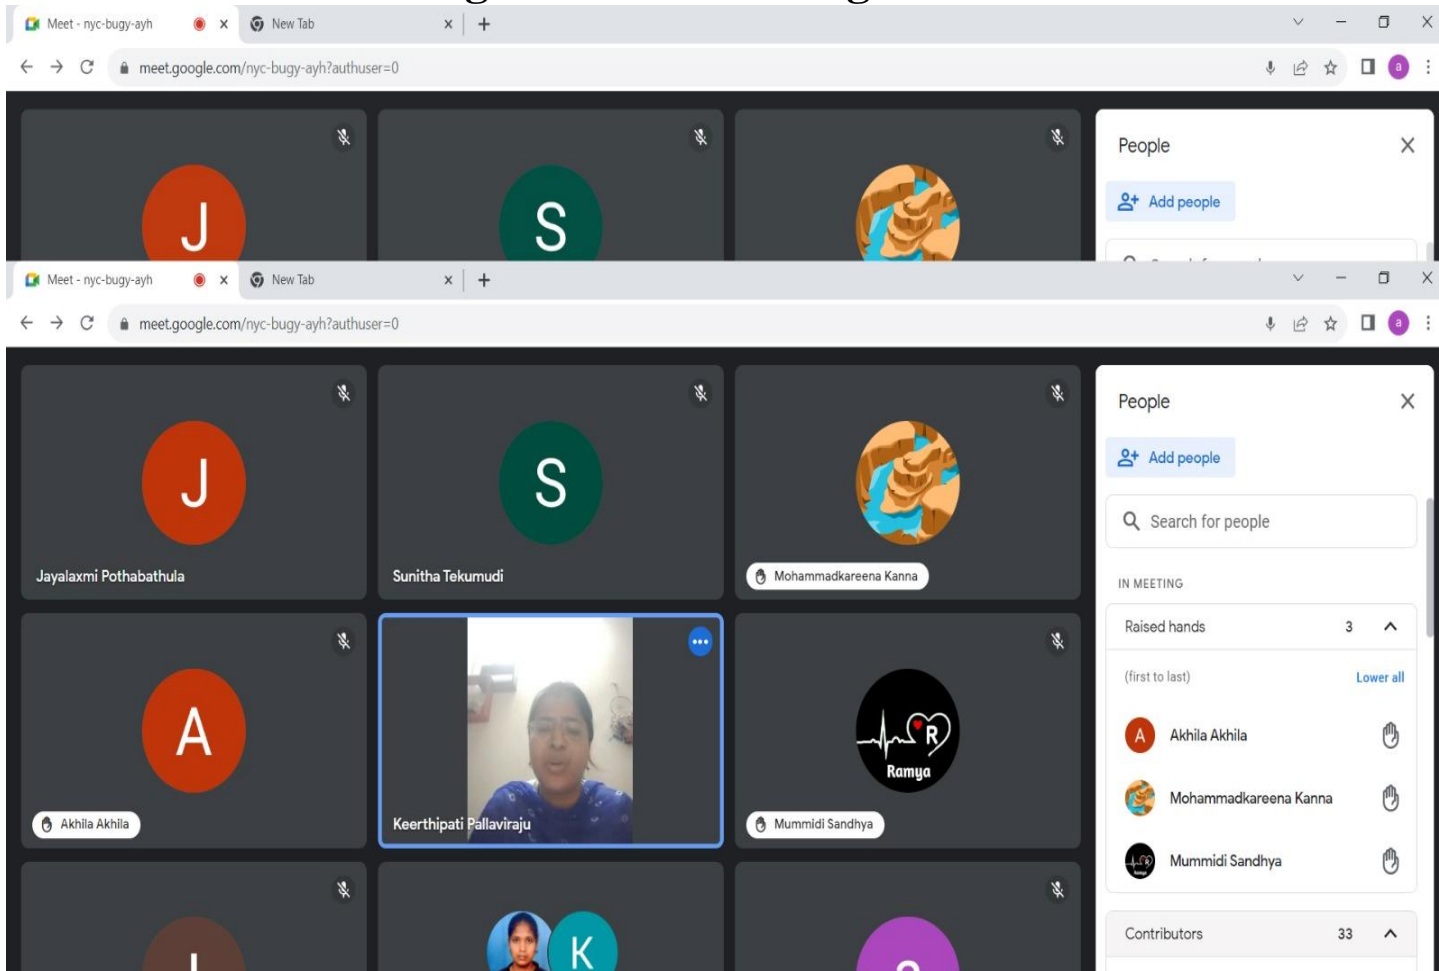 Meet - nyc-bugy-ayh New Tab
meet.google.com/nyc-bugy-ayh?authuser=0 a
J S
People
Add people
Meet - nyc-bugy-ayh New Tab
meet.google.com/nyc-bugy-ayh?authuser=0 a
J
Jayalaxmi Pothabathula
S
Sunitha Tekumudi
Mohammadkareena Kanna
A
Akhila Akhila
Keerthipati Pallaviraju
R
Ramya
Mummidi Sandhya
K
People
Add people
Search for people
IN MEETING
Raised hands 3
(first to last) Lower all
A Akhila Akhila
Mohammadkareena Kanna
Mummidi Sandhya
Contributors 33